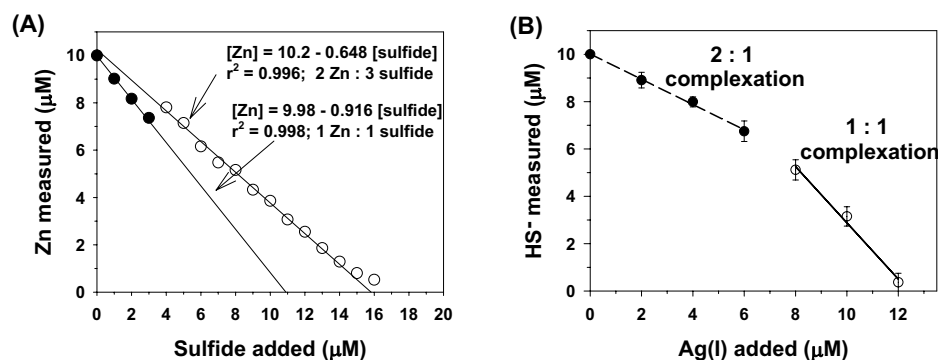 (A)
[Zn] = 10.2 - 0.648 [sulfide]
r² = 0.996; 2 Zn : 3 sulfide
[Zn] = 9.98 - 0.916 [sulfide]
r² = 0.998; 1 Zn : 1 sulfide
12
10
8
6
4
2
0
Zn measured (μM)
0 2 4 6 8 10 12 14 16 18 20
Sulfide added (μM)
(B)
2 : 1
complexation
1 : 1
complexation
12
10
8
6
4
2
0
HS⁻ measured (μM)
0 2 4 6 8 10 12
Ag(I) added (μM)